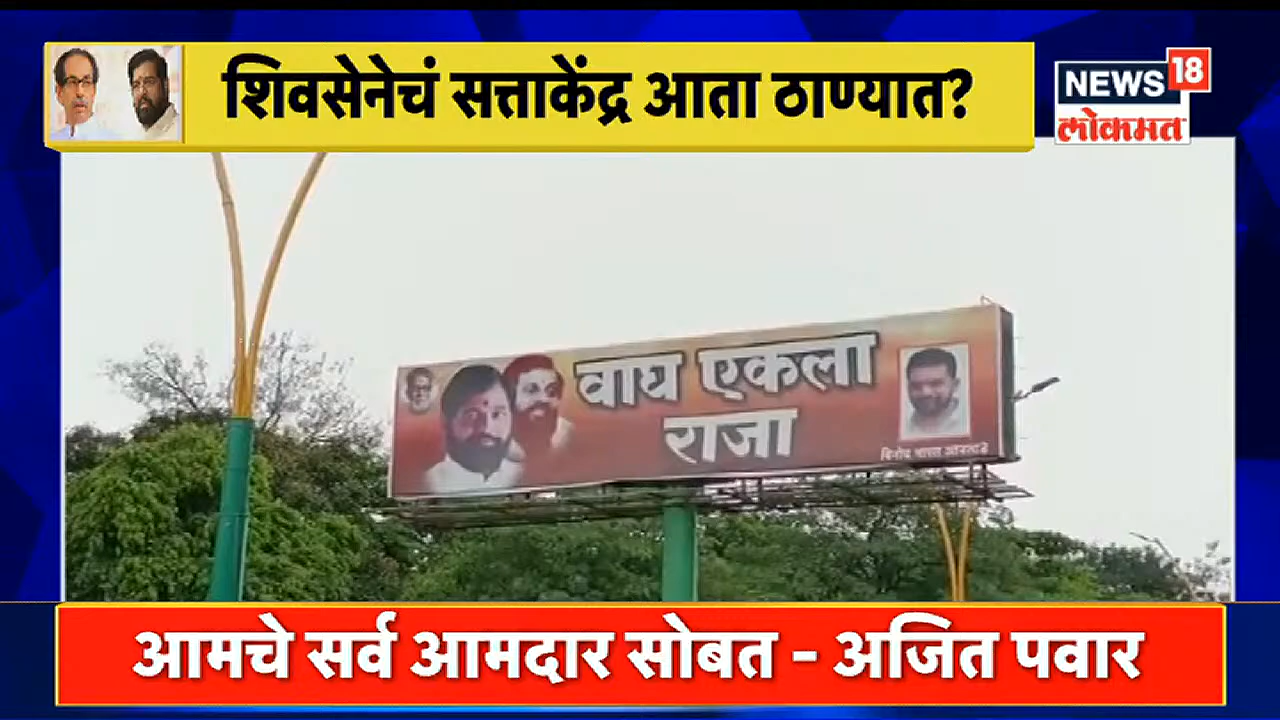 शिवसेनेचं सत्ताकेंद्र आता ठाण्यात?
NEWS 18
लोकमत
वाघ एकला
राजा
आमचे सर्व आमदार सोबत - अजित पवार